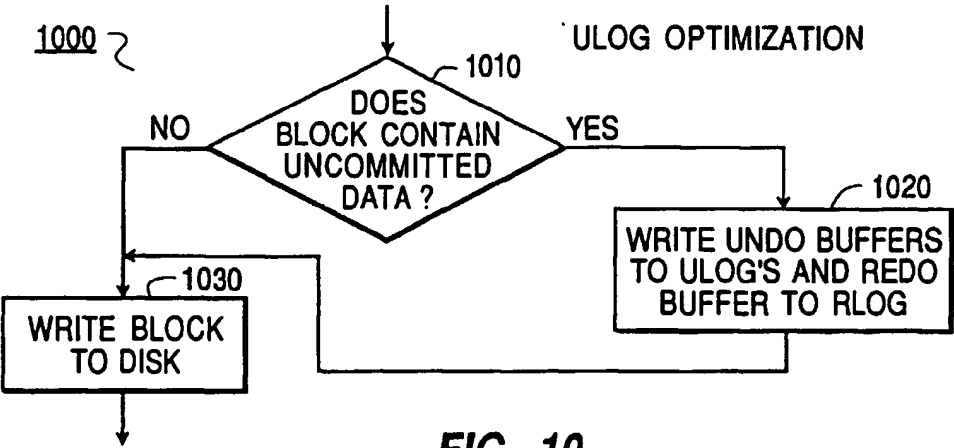 1000
ULOG OPTIMIZATION
1010
DOES
BLOCK CONTAIN
UNCOMMITTED
DATA ?
NO
YES
1020
WRITE UNDO BUFFERS
TO ULOG'S AND REDO
BUFFER TO RLOG
1030
WRITE BLOCK
TO DISK
FIG. 10